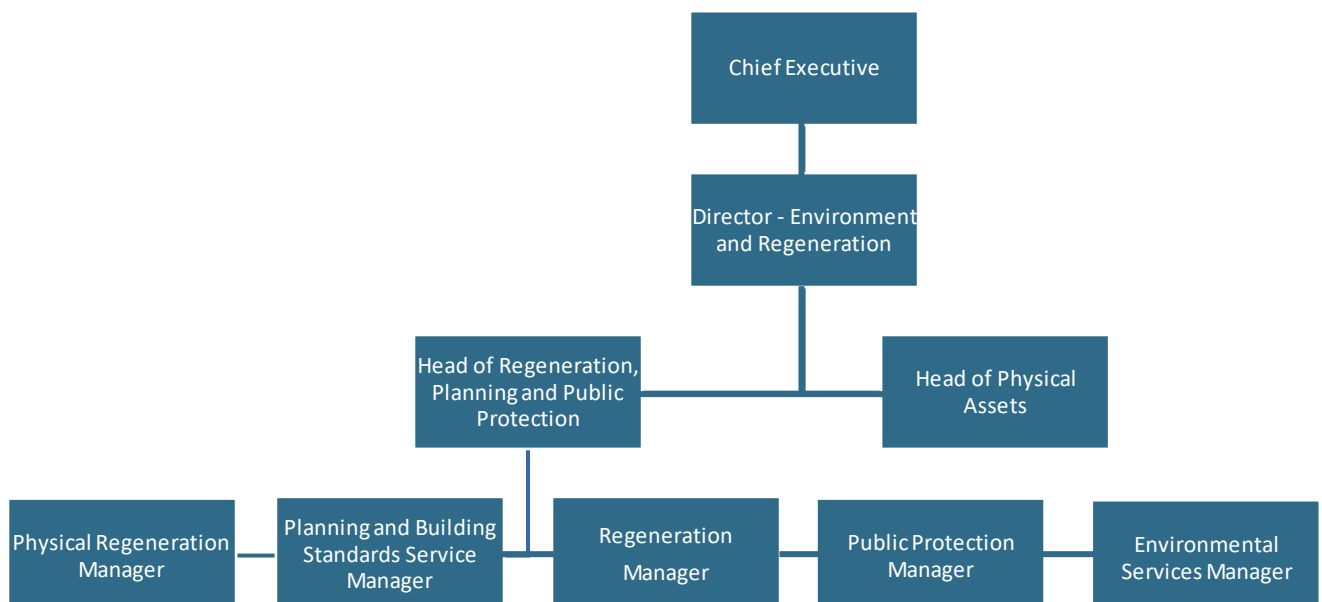 Chief Executive
Director - Environment
and Regeneration
Head of Regeneration,
Planning and Public
Protection
Head of Physical
Assets
Physical Regeneration
Manager
Planning and Building
Standards Service
Manager
Regeneration
Manager
Public Protection
Manager
Environmental
Services Manager